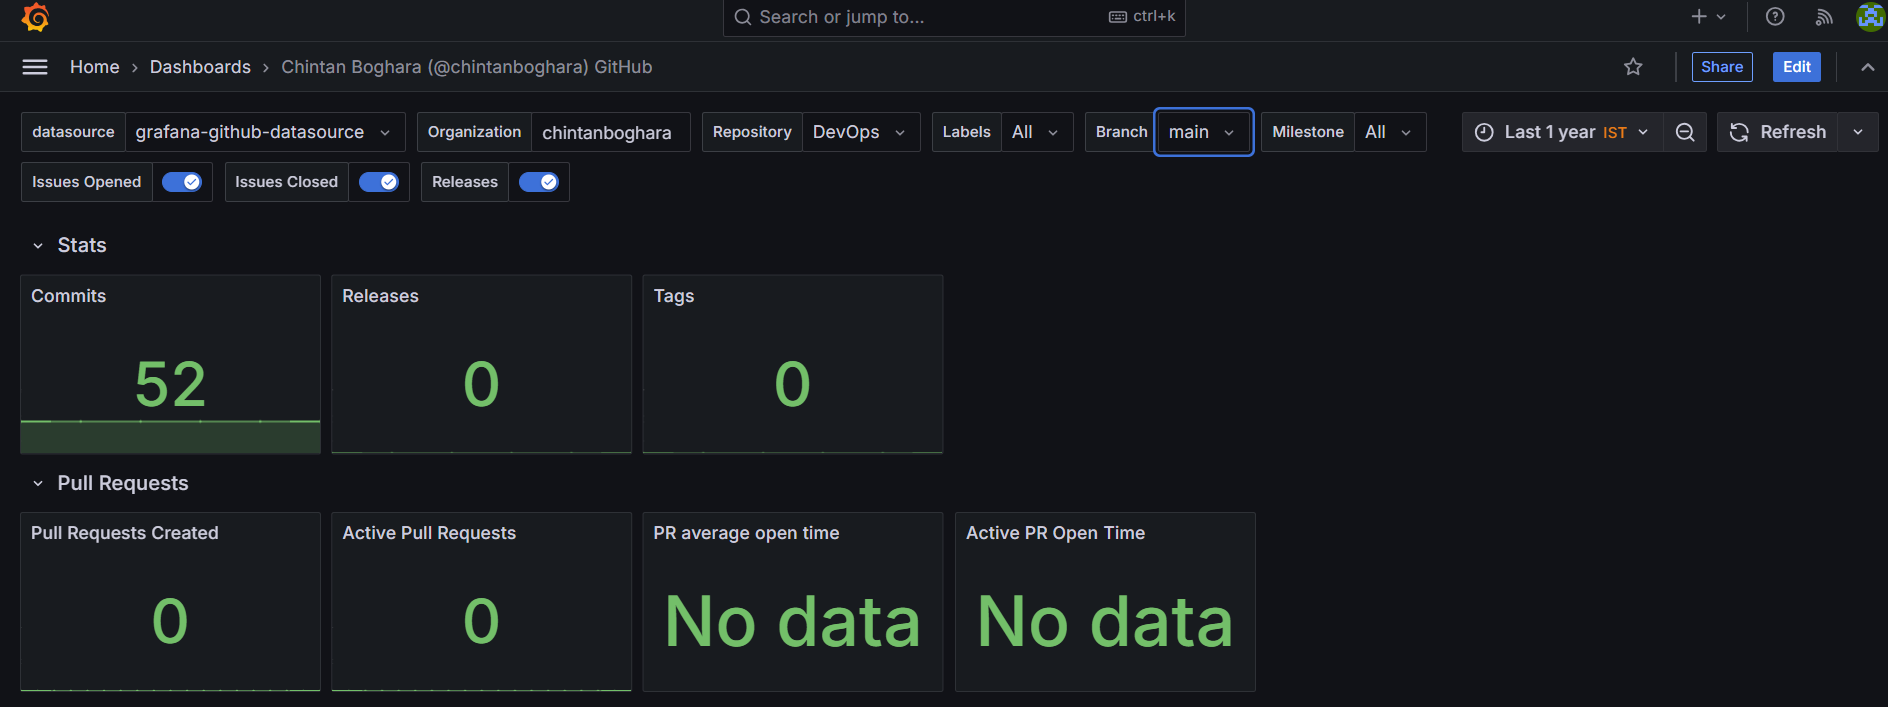 Search or jump to... ctrl+k
Home › Dashboards › Chintan Boghara (@chintanboghara) GitHub
Share Edit
datasource grafana-github-datasource Organization chintanboghara Repository DevOps Labels All Branch main Milestone All Last 1 year IST Refresh
Issues Opened Issues Closed Releases
Stats
Commits Releases Tags
52 0 0
Pull Requests
Pull Requests Created Active Pull Requests PR average open time Active PR Open Time
0 0 No data No data